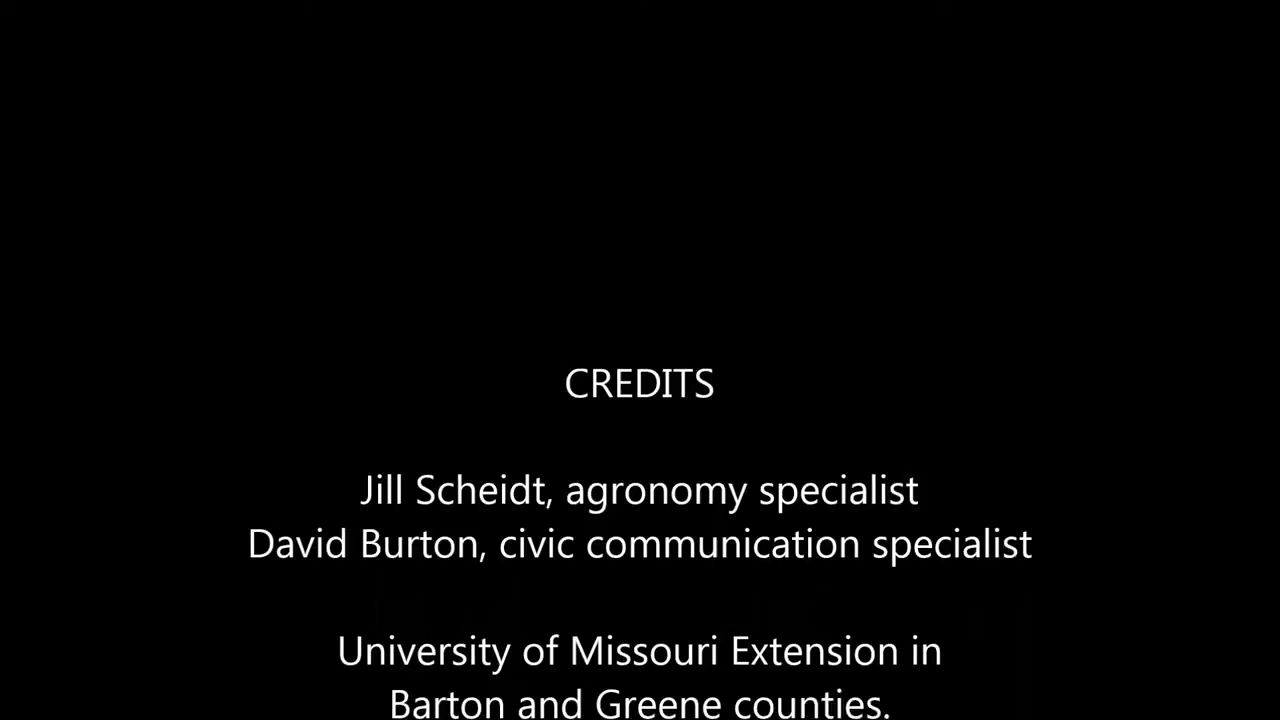 CREDITS
Jill Scheidt, agronomy specialist
David Burton, civic communication specialist
University of Missouri Extension in
Barton and Greene counties.